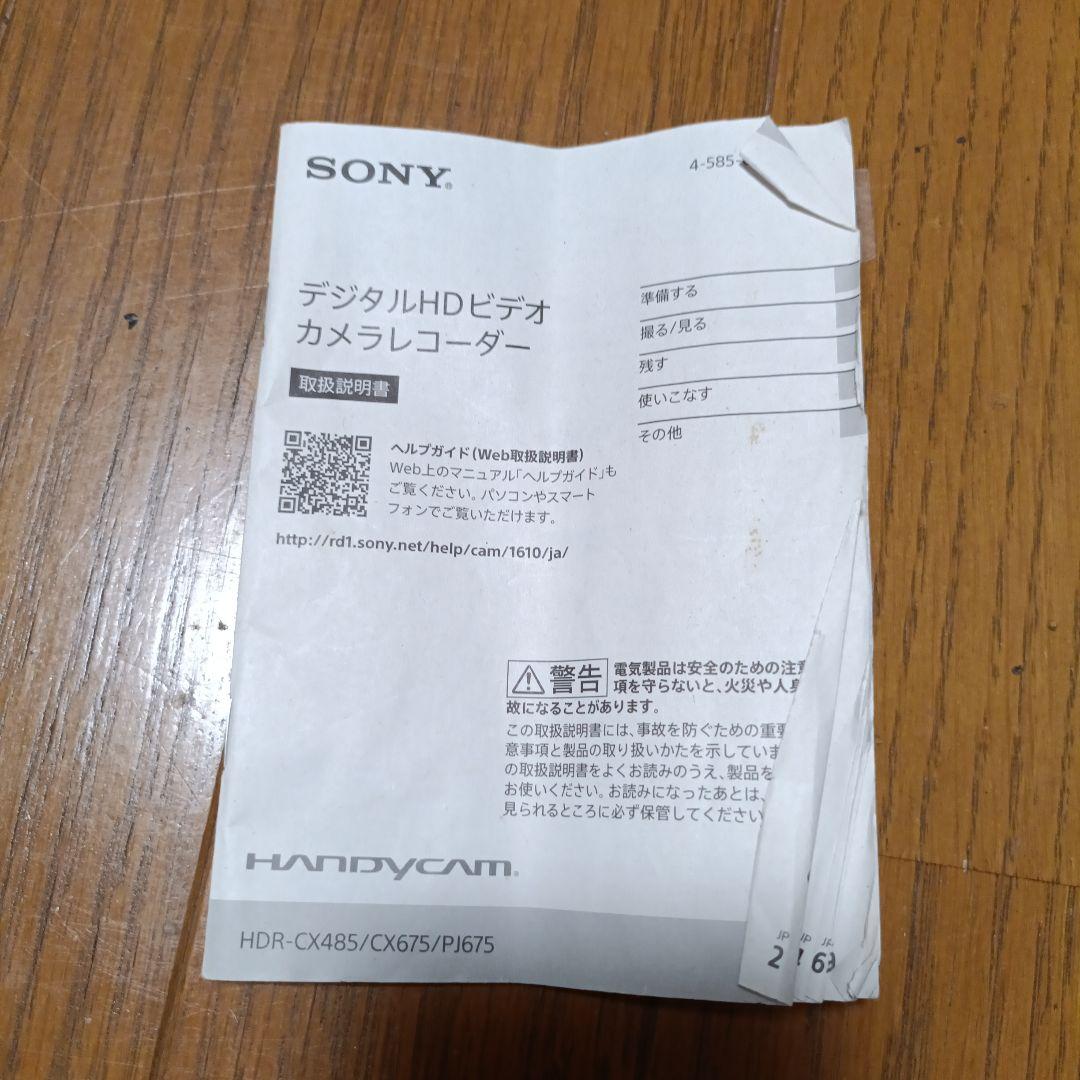 SONY®
4-585-
デジタルHDビデオ
カメラレコーダー
取扱説明書
準備する
撮る/見る
残す
使いこなす
その他
ヘルプガイド(Web取扱説明書)
Web上のマニュアル「ヘルプガイド」も
ご覧ください。パソコンやスマート
フォンでご覧いただけます。
http://rd1.sony.net/help/cam/1610/ja/
警告
電気製品は安全のための注意
項を守らないと、火災や人身
故になることがあります。
この取扱説明書には、事故を防ぐための重要
意事項と製品の取り扱いかたを示していま
の取扱説明書をよくお読みのうえ、製品を
お使いください。お読みになったあとは、
見られるところに必ず保管してください
HANDYCAM®
HDR-CX485/CX675/PJ675
JP JP JP
2 6